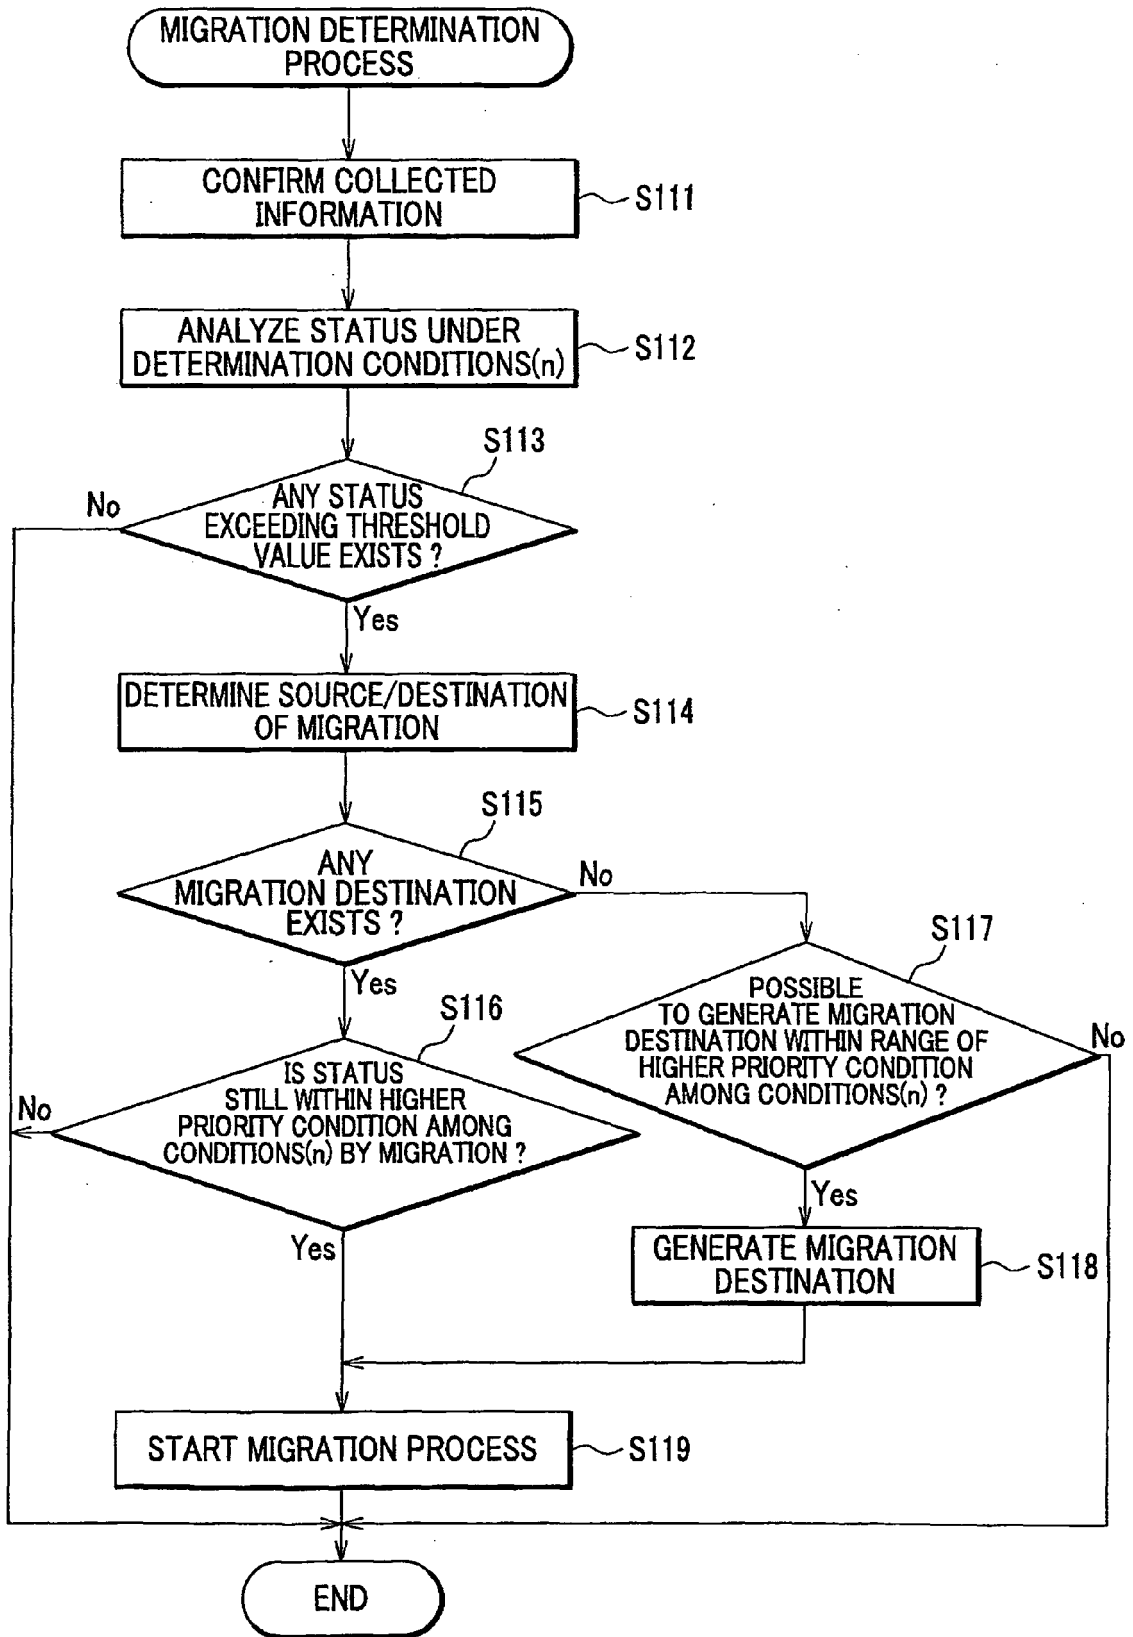 MIGRATION DETERMINATION
PROCESS
CONFIRM COLLECTED
INFORMATION
S111
ANALYZE STATUS UNDER
DETERMINATION CONDITIONS(n)
S112
S113
No
ANY STATUS
EXCEEDING THRESHOLD
VALUE EXISTS ?
Yes
DETERMINE SOURCE/DESTINATION
OF MIGRATION
S114
S115
ANY
MIGRATION DESTINATION
EXISTS ?
No
Yes
S117
POSSIBLE
TO GENERATE MIGRATION
DESTINATION WITHIN RANGE OF
HIGHER PRIORITY CONDITION
AMONG CONDITIONS(n) ?
No
S116
IS STATUS
STILL WITHIN HIGHER
PRIORITY CONDITION AMONG
CONDITIONS(n) BY MIGRATION ?
No
Yes
Yes
GENERATE MIGRATION
DESTINATION
S118
START MIGRATION PROCESS
S119
END